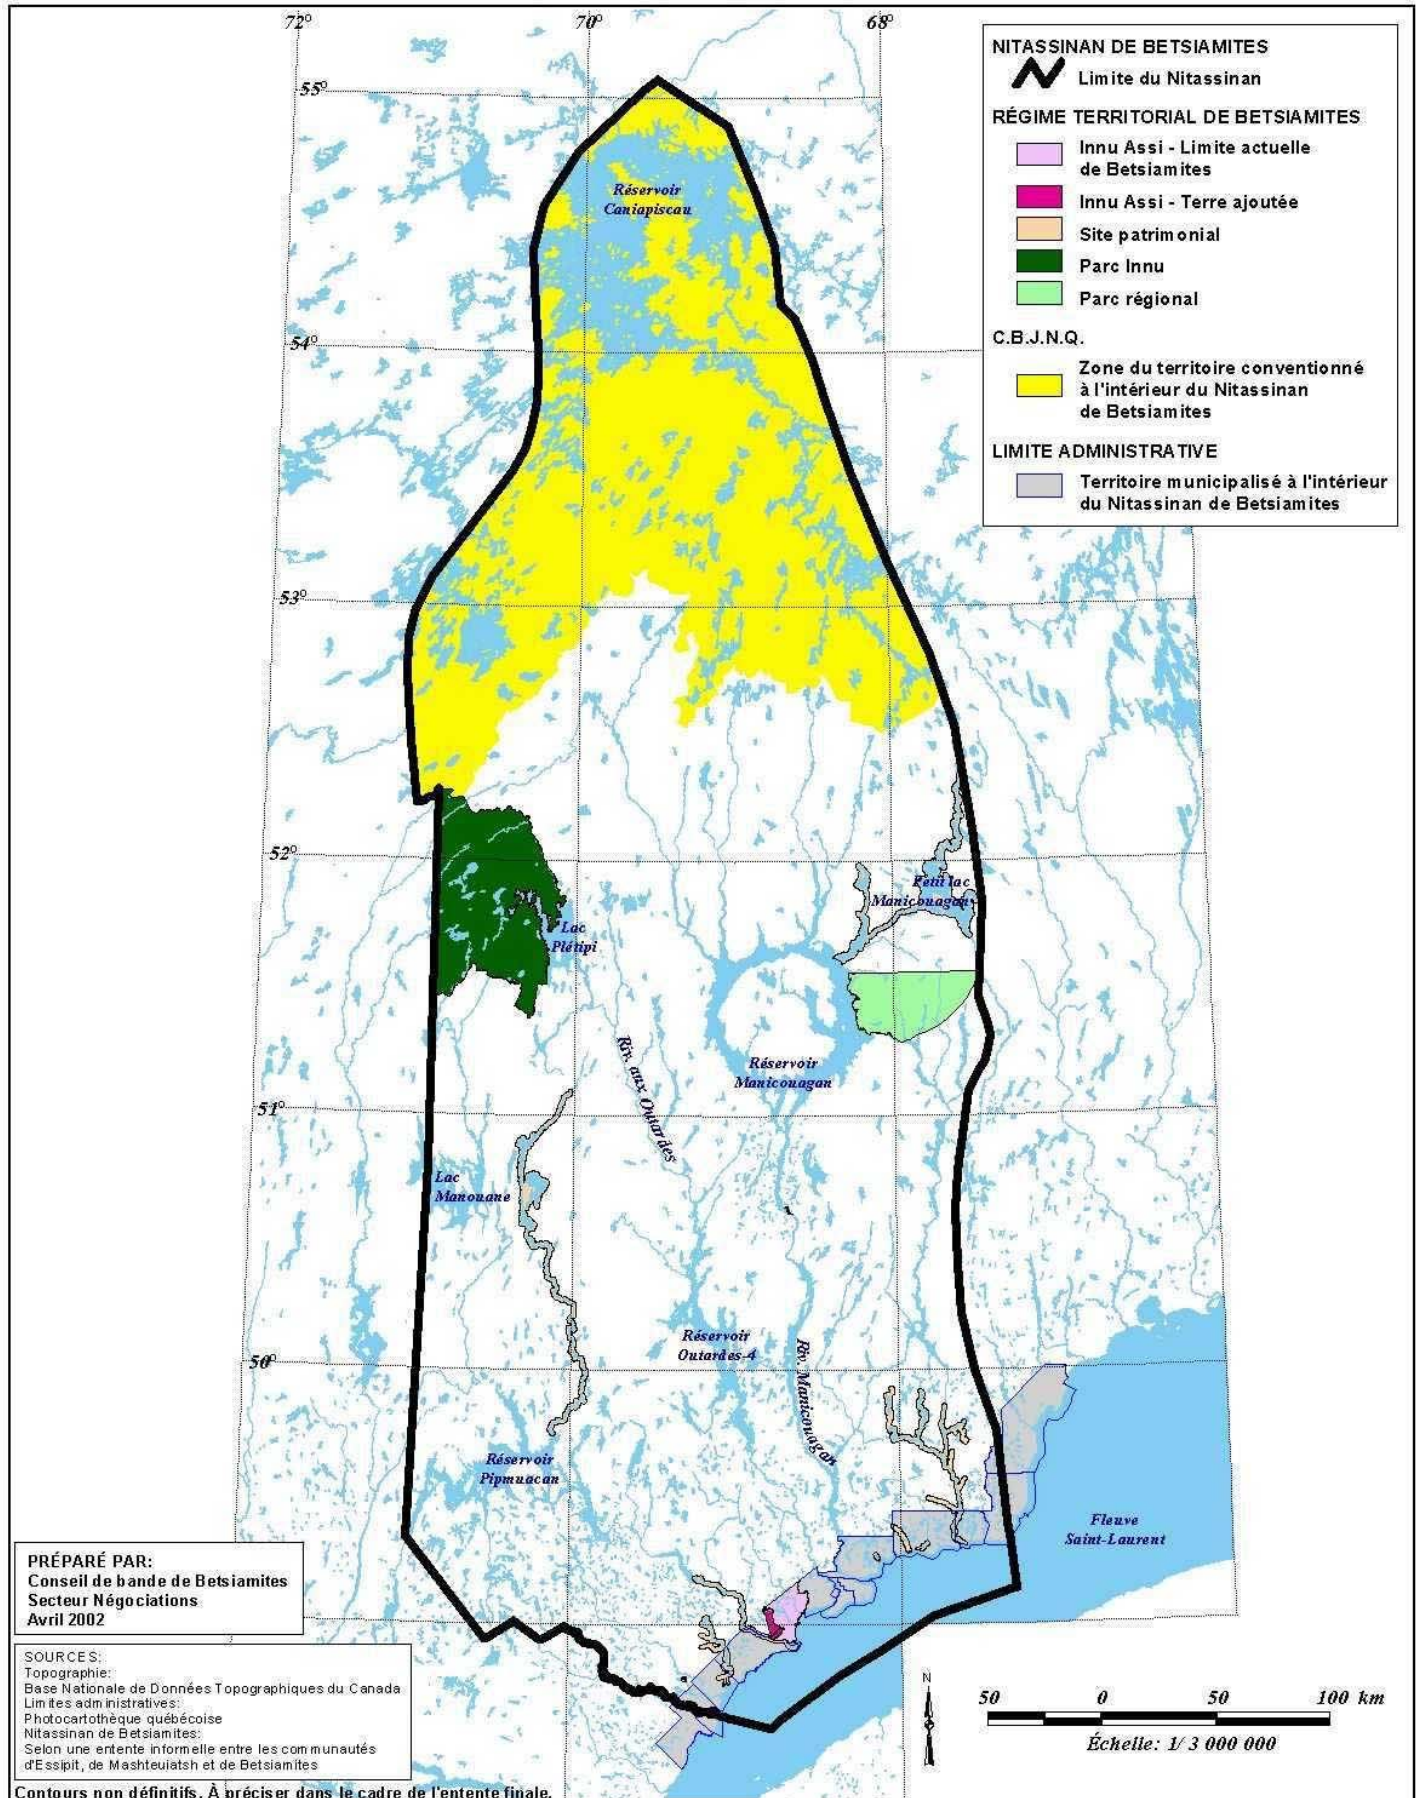 72° 70° 68°
NITASSINAN DE BETSIAMITES
Limite du Nitassinan
RÉGIME TERRITORIAL DE BETSIAMITES
Innu Assi - Limite actuelle
de Betsiamites
Innu Assi - Terre ajoutée
Site patrimonial
Parc Innu
Parc régional
C.B.J.N.Q.
Zone du territoire conventionné
à l'intérieur du Nitassinan
de Betsiamites
LIMITE ADMINISTRATIVE
Territoire municipalisé à l'intérieur
du Nitassinan de Betsiamites
55°
Réservoir
Caniapiscau
54°
53°
52°
Petit lac
Manicouagan
Lac
Plétipi
Riv. aux Outardes
Réservoir
Manicouagan
51°
Lac
Manouane
Réservoir
Outardes-4
Riv. Manicouagan
50°
Réservoir
Pipmuacan
Fleuve
Saint-Laurent
PRÉPARÉ PAR:
Conseil de bande de Betsiamites
Secteur Négociations
Avril 2002
SOURCES:
Topographie:
Base Nationale de Données Topographiques du Canada
Limites administratives:
Photocartothèque québécoise
Nitassinan de Betsiamites:
Selon une entente informelle entre les communautés
d'Essipit, de Mashteuiatsh et de Betsiamites
N
50 0 50 100 km
Échelle: 1/ 3 000 000
Contours non définitifs. À préciser dans le cadre de l'entente finale.